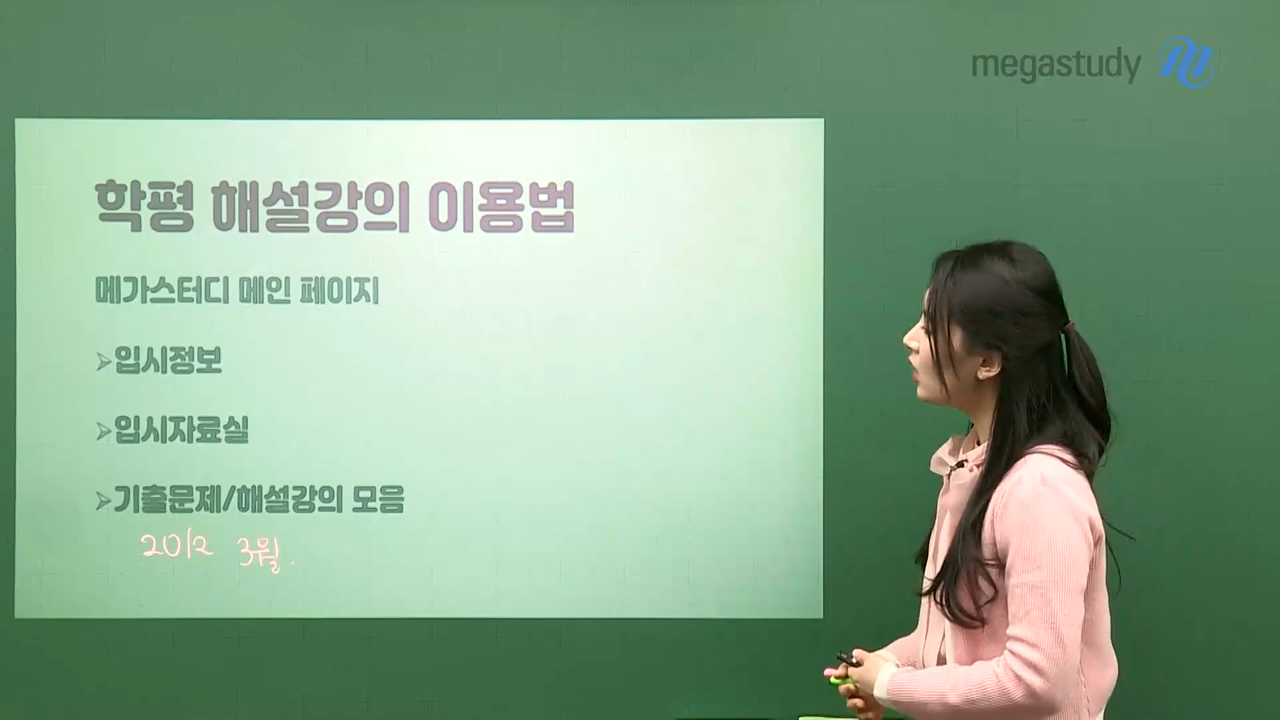 megastudy
학평 해설강의 이용법
메가스터디 메인 페이지
➢입시정보
➢입시자료실
➢기출문제/해설강의 모음
2012 3월.